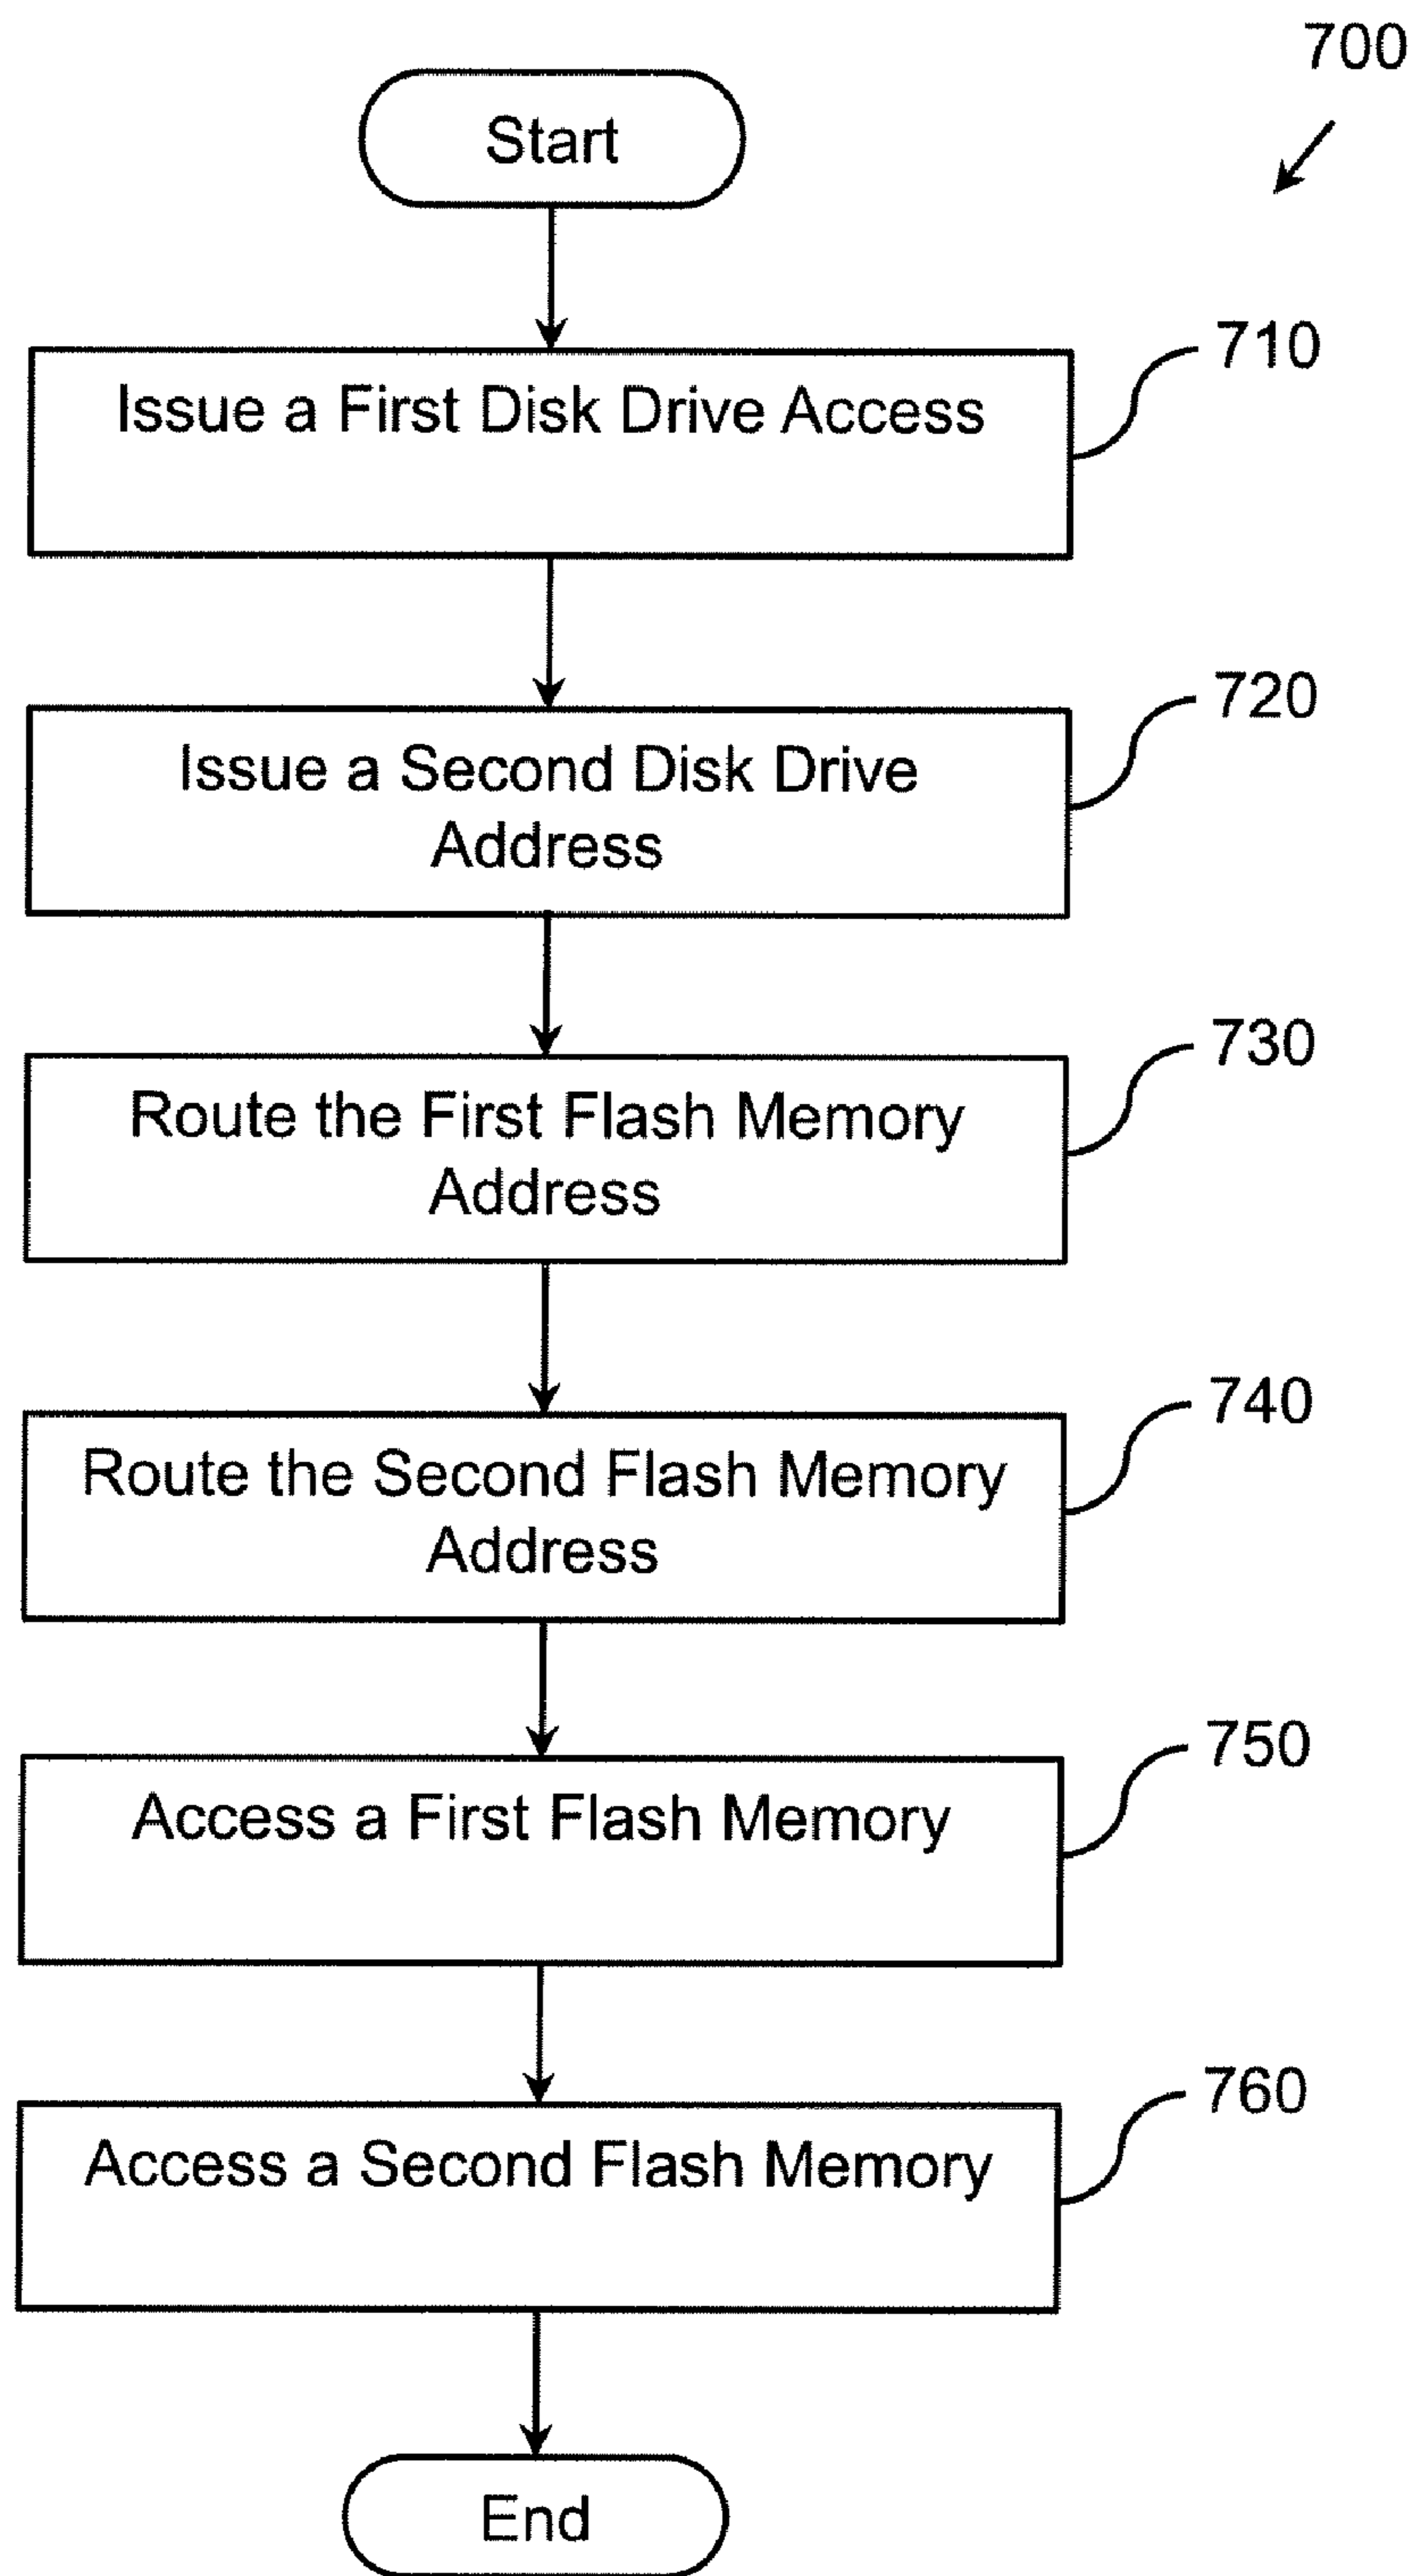 700
Start
Issue a First Disk Drive Access
710
Issue a Second Disk Drive
Address
720
Route the First Flash Memory
Address
730
Route the Second Flash Memory
Address
740
Access a First Flash Memory
750
Access a Second Flash Memory
760
End